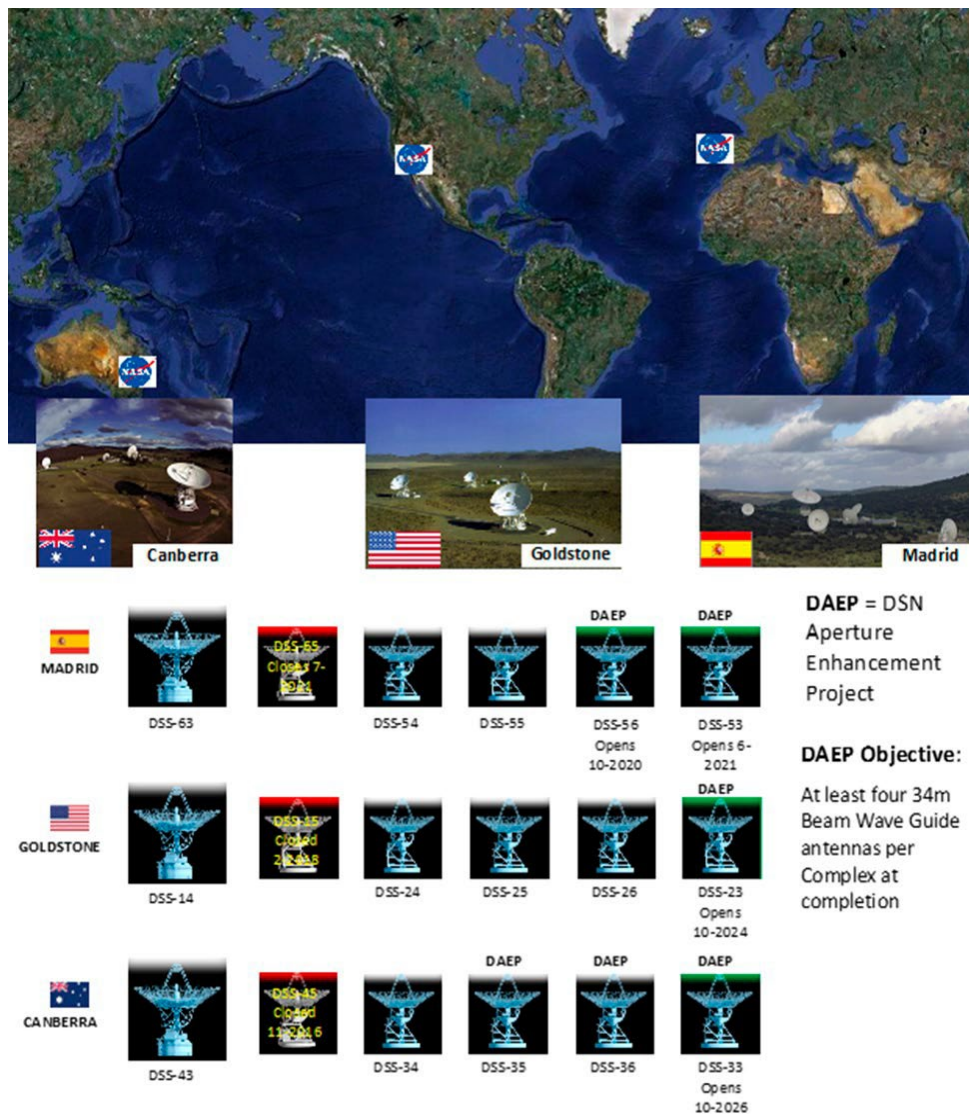 NASA
NASA
NASA
Canberra
Goldstone
Madrid
DAEP
DAEP
MADRID
DSS-63
DSS-65
Closes 7-
2021
DSS-54
DSS-55
DSS-56
Opens
10-2020
DSS-53
Opens 6-
2021
DAEP = DSN
Aperture
Enhancement
Project
DAEP Objective:
At least four 34m
Beam Wave Guide
antennas per
Complex at
completion
DAEP
GOLDSTONE
DSS-14
DSS-15
Closed
2-2018
DSS-24
DSS-25
DSS-26
DSS-23
Opens
10-2024
DAEP
DAEP
DAEP
CANBERRA
DSS-43
DSS-45
Closed
11-2016
DSS-34
DSS-35
DSS-36
DSS-33
Opens
10-2026